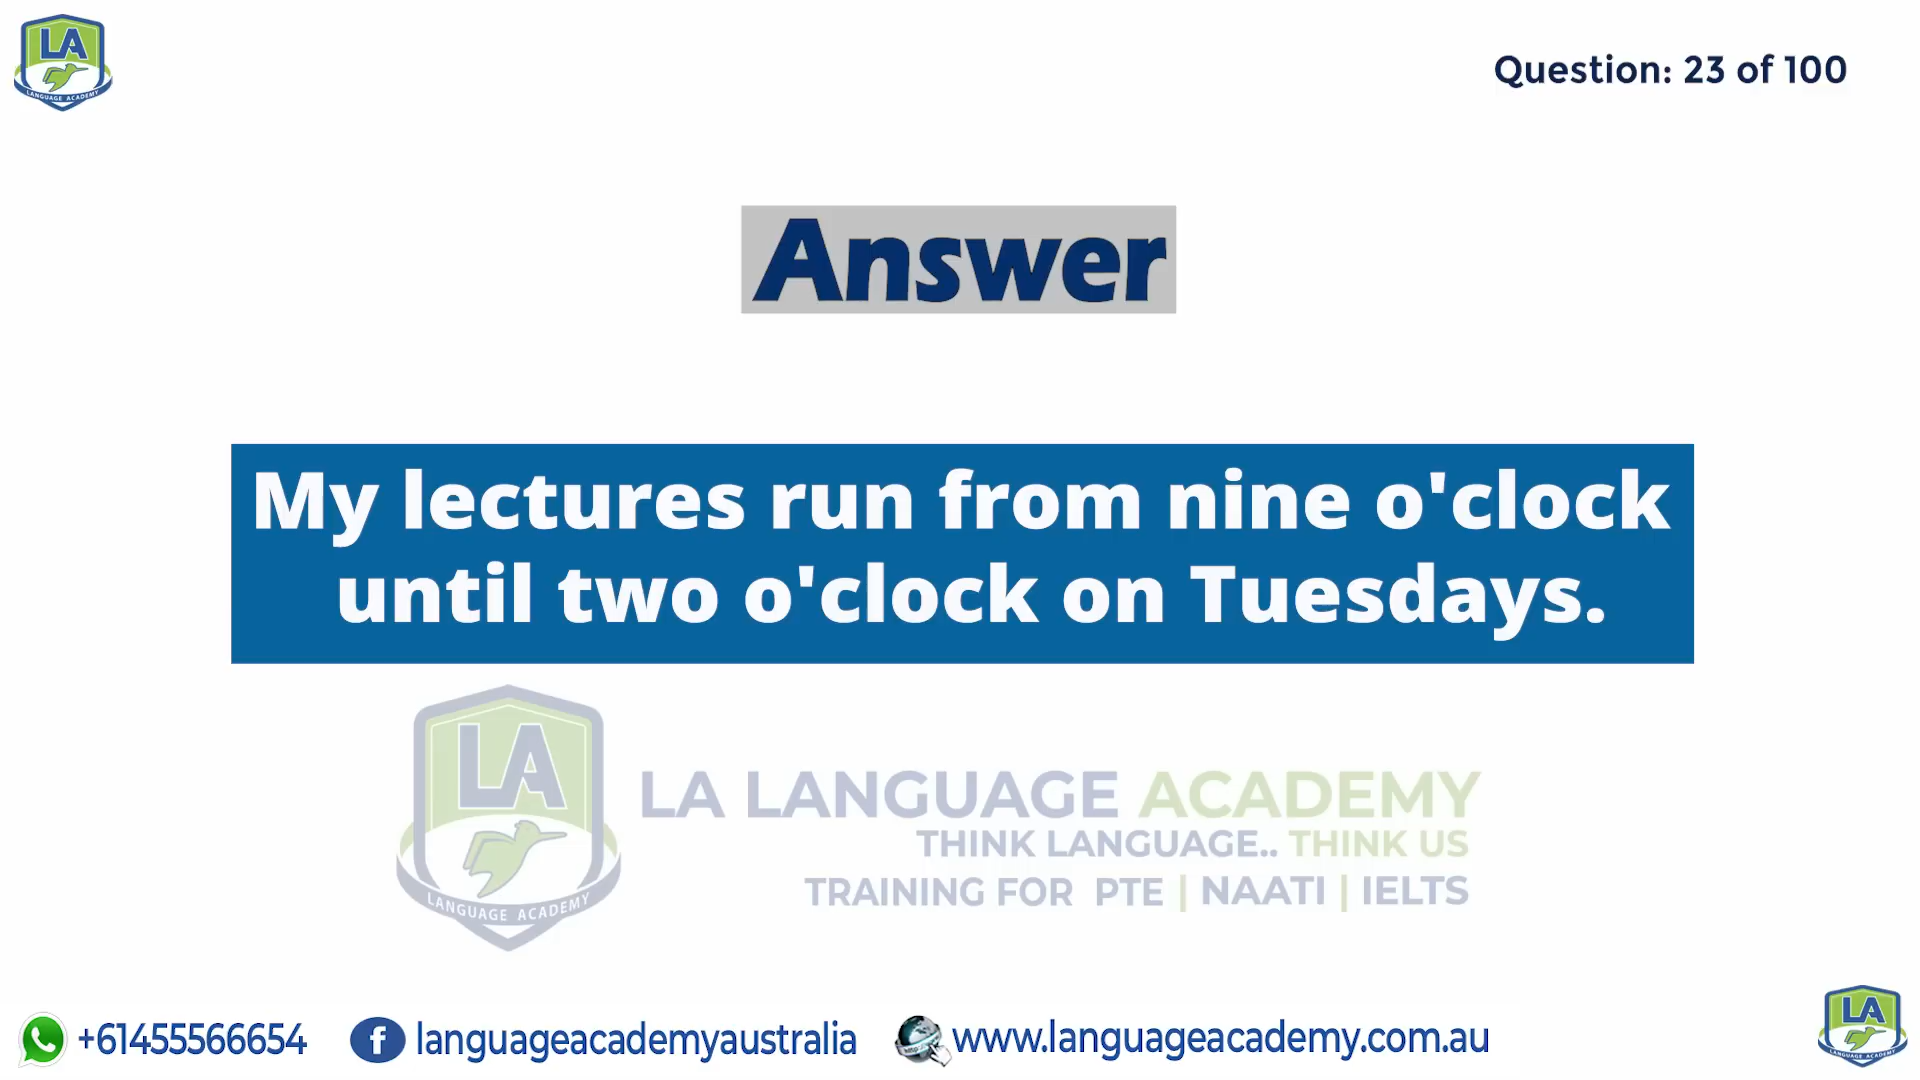 LA
LANGUAGE ACADEMY
Question: 23 of 100
Answer
My lectures run from nine o'clock
until two o'clock on Tuesdays.
LA
LANGUAGE ACADEMY
LA LANGUAGE ACADEMY
THINK LANGUAGE.. THINK US
TRAINING FOR PTE | NAATI | IELTS
+61455566654
languageacademyaustralia
www.languageacademy.com.au
LA
LANGUAGE ACADEMY